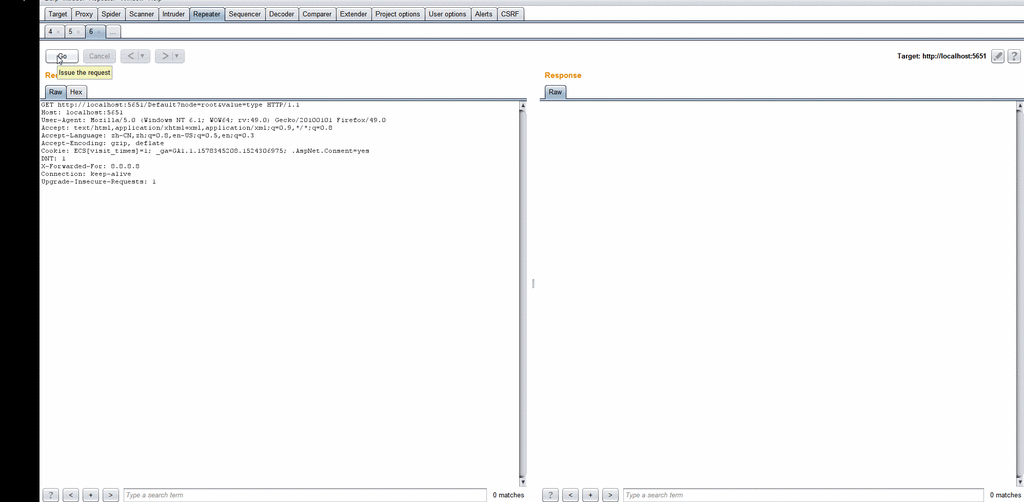 Target Proxy Spider Scanner Intruder Repeater Sequencer Decoder Comparer Extender Project options User options Alerts CSRF
4 × 5 × 6 × ...
Go Cancel < > Target: http://localhost:5651 ?
Issue the request
Response
Raw Hex Raw
GET http://localhost:5651/Default?node=root&value=type HTTP/1.1
Host: localhost:5651
User-Agent: Mozilla/5.0 (Windows NT 6.1; WOW64; rv:49.0) Gecko/20100101 Firefox/49.0
Accept: text/html,application/xhtml+xml,application/xml;q=0.9,*/*;q=0.8
Accept-Language: zh-CN,zh;q=0.8,en-US;q=0.5,en;q=0.3
Accept-Encoding: gzip, deflate
Cookie: ECS[visit_times]=1; _ga=GA1.1.1578345208.1524306975; .AspNet.Consent=yes
DNT: 1
X-Forwarded-For: 8.8.8.8
Connection: keep-alive
Upgrade-Insecure-Requests: 1
? < + > Type a search term 0 matches ? < + > Type a search term 0 matches